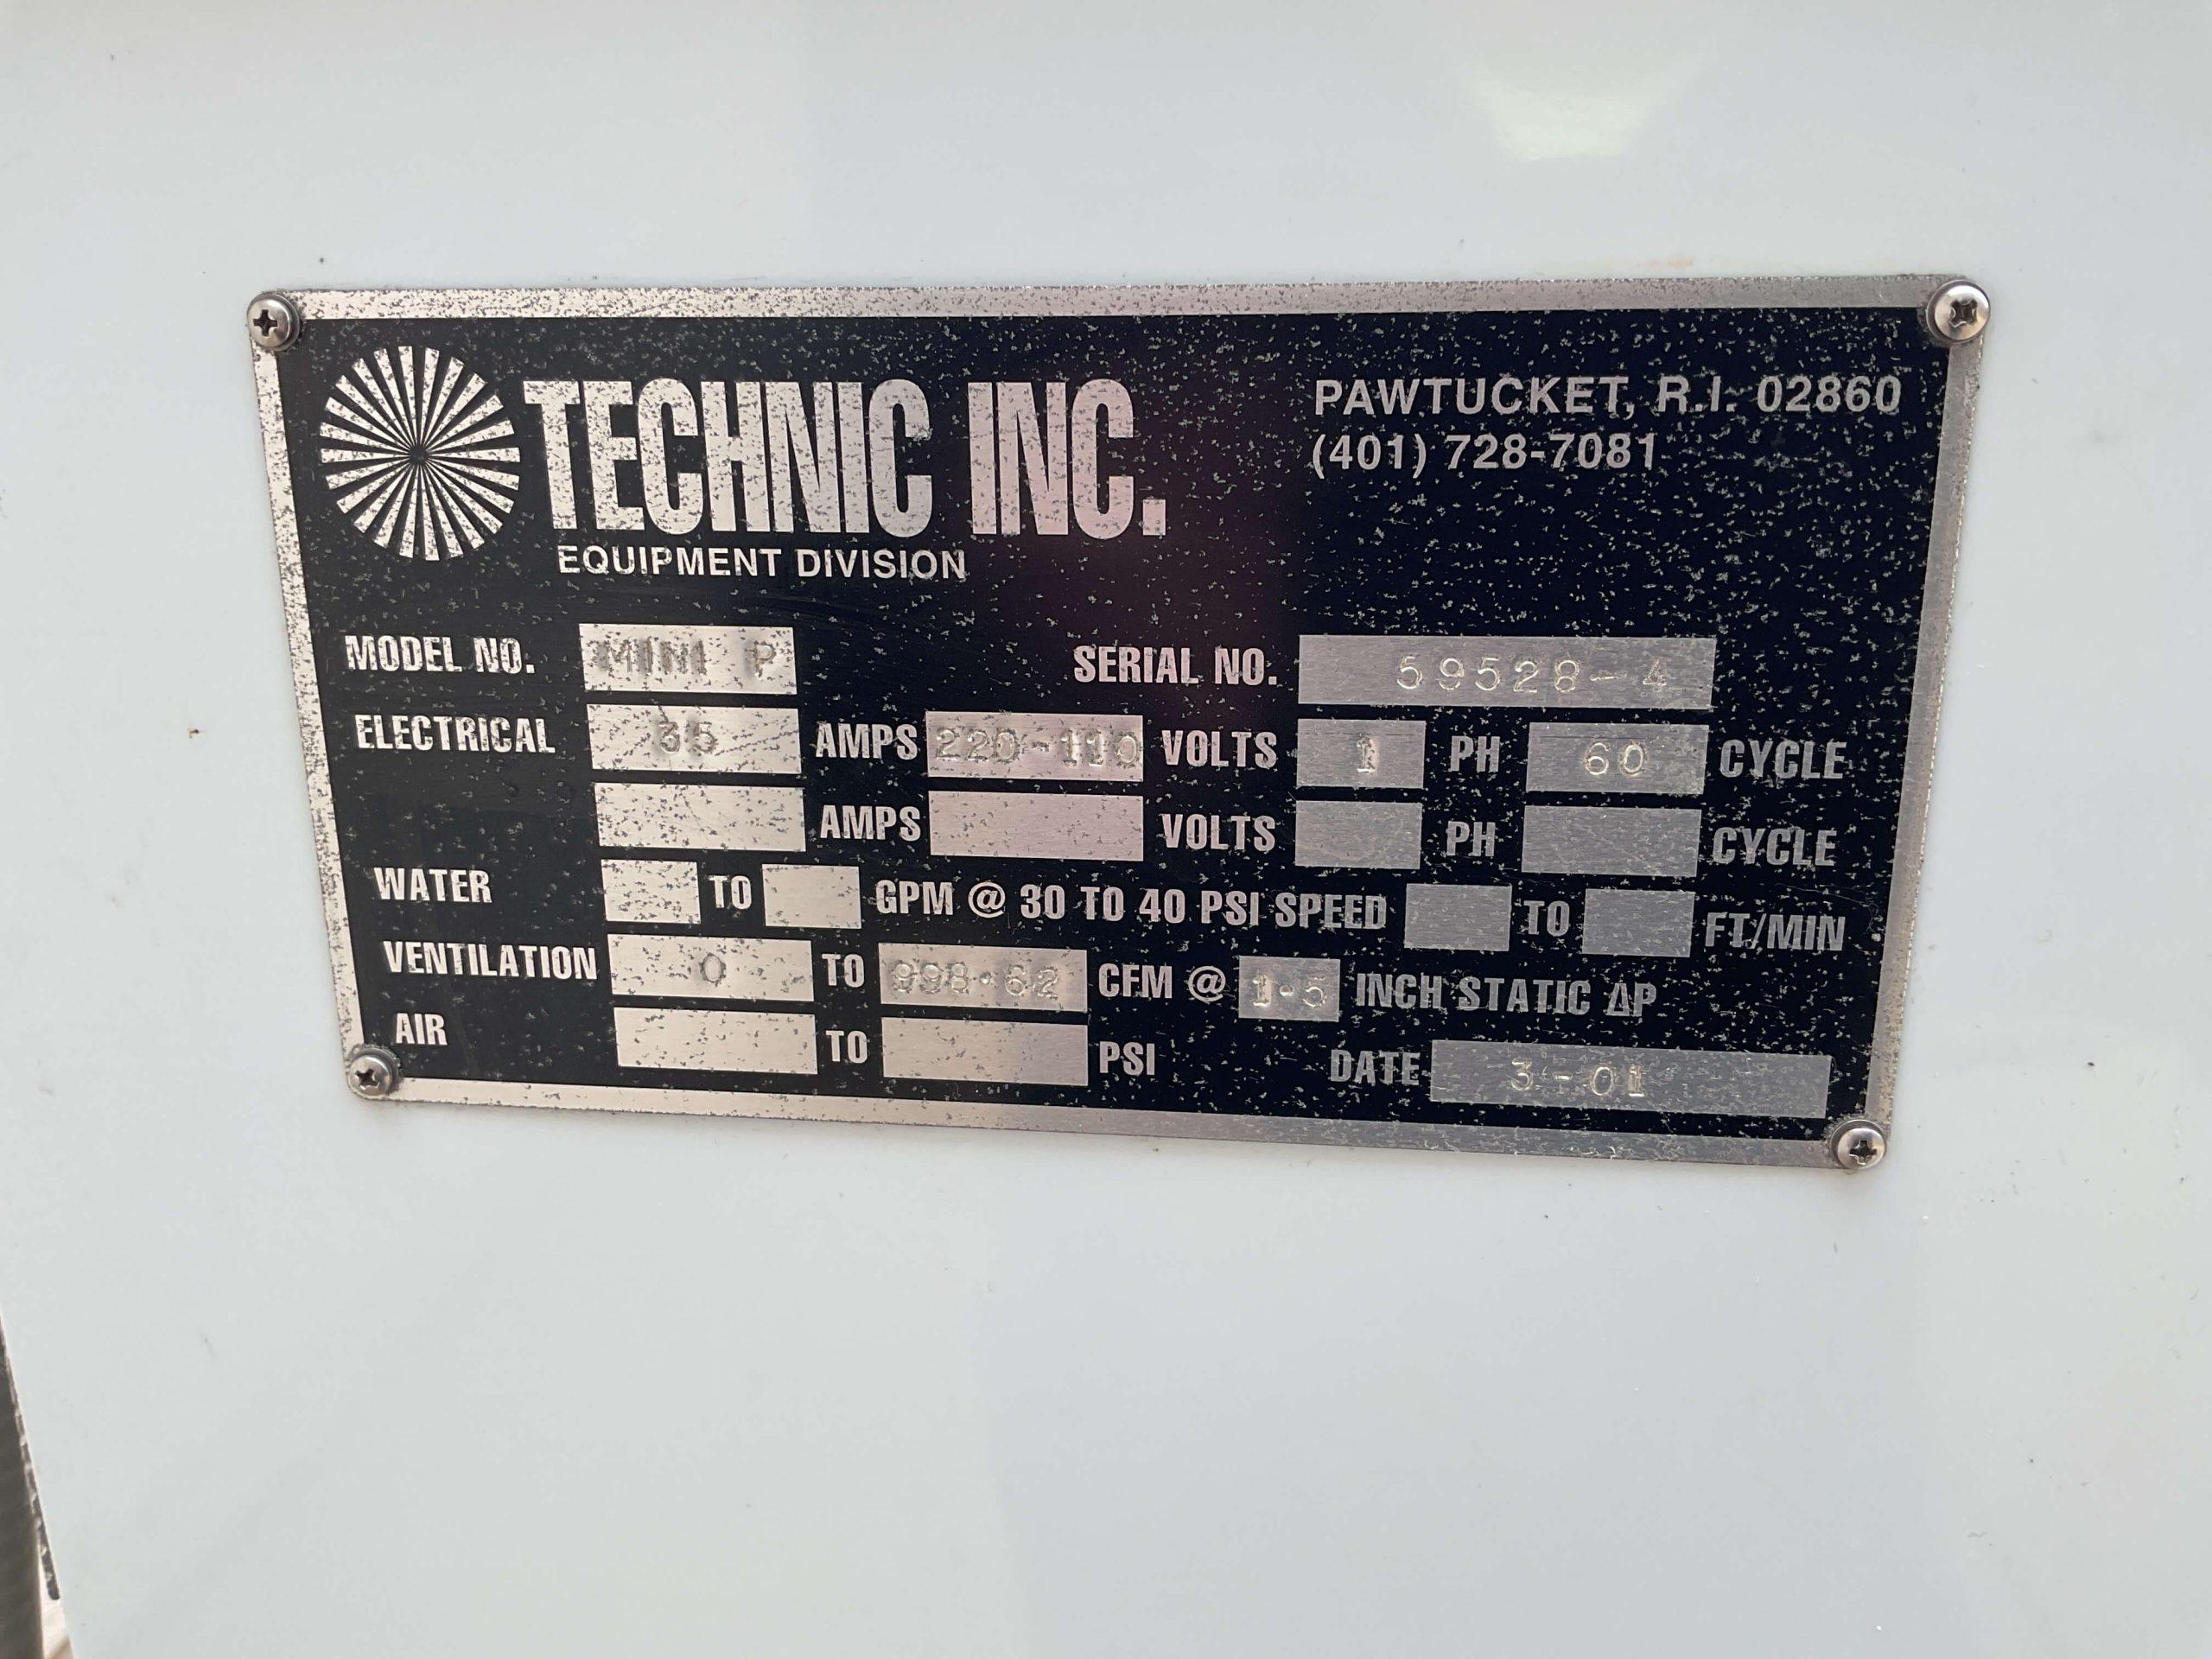 TECHNIC INC.
EQUIPMENT DIVISION
PAWTUCKET, R.I. 02860
(401) 728-7081
MODEL NO. MINI P SERIAL NO. 59528-4
ELECTRICAL 35 AMPS 220-110 VOLTS 1 PH 60 CYCLE
AMPS VOLTS PH CYCLE
WATER TO GPM @ 30 TO 40 PSI SPEED TO FT/MIN
VENTILATION 0 TO 998.62 CFM @ 1.5 INCH STATIC ΔP
AIR TO PSI DATE 3-01